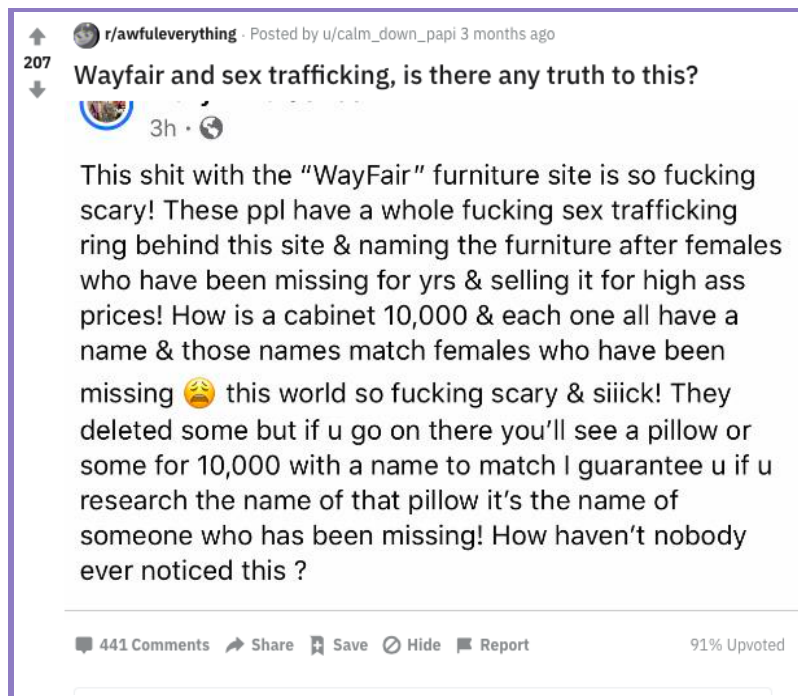 r/awfuleverything · Posted by u/calm_down_papi 3 months ago
207
Wayfair and sex trafficking, is there any truth to this?
3h ·
This shit with the “WayFair” furniture site is so fucking
scary! These ppl have a whole fucking sex trafficking
ring behind this site & naming the furniture after females
who have been missing for yrs & selling it for high ass
prices! How is a cabinet 10,000 & each one all have a
name & those names match females who have been
missing 😩 this world so fucking scary & siiick! They
deleted some but if u go on there you’ll see a pillow or
some for 10,000 with a name to match I guarantee u if u
research the name of that pillow it’s the name of
someone who has been missing! How haven’t nobody
ever noticed this ?
441 Comments Share Save Hide Report 91% Upvoted